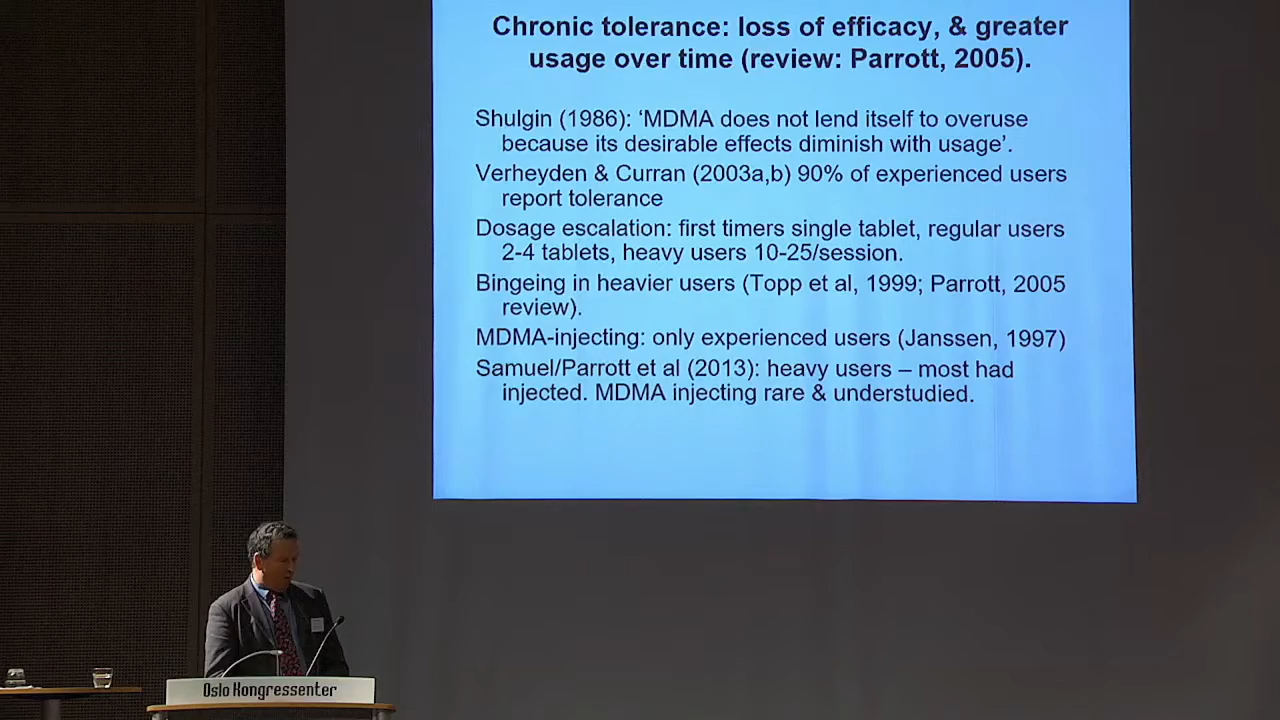 Chronic tolerance: loss of efficacy, & greater
usage over time (review: Parrott, 2005).
Shulgin (1986): ‘MDMA does not lend itself to overuse
because its desirable effects diminish with usage’.
Verheyden & Curran (2003a,b) 90% of experienced users
report tolerance
Dosage escalation: first timers single tablet, regular users
2-4 tablets, heavy users 10-25/session.
Bingeing in heavier users (Topp et al, 1999; Parrott, 2005
review).
MDMA-injecting: only experienced users (Janssen, 1997)
Samuel/Parrott et al (2013): heavy users – most had
injected. MDMA injecting rare & understudied.
Oslo Kongressenter